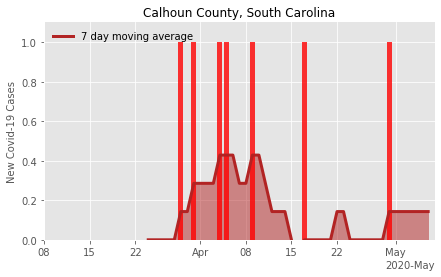 Calhoun County, South Carolina
7 day moving average
New Covid-19 Cases
1.0
0.8
0.6
0.4
0.2
0.0
08 15 22 Apr 08 15 22 May
2020-May